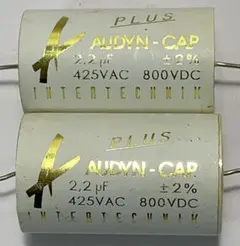 PLUS
AUDYN-CAP
2,2 µF ±2%
425VAC 800VDC
INTERTECHNIK
PLUS
AUDYN-CAP
2,2 µF ±2%
425VAC 800VDC
INTERTECHNIK